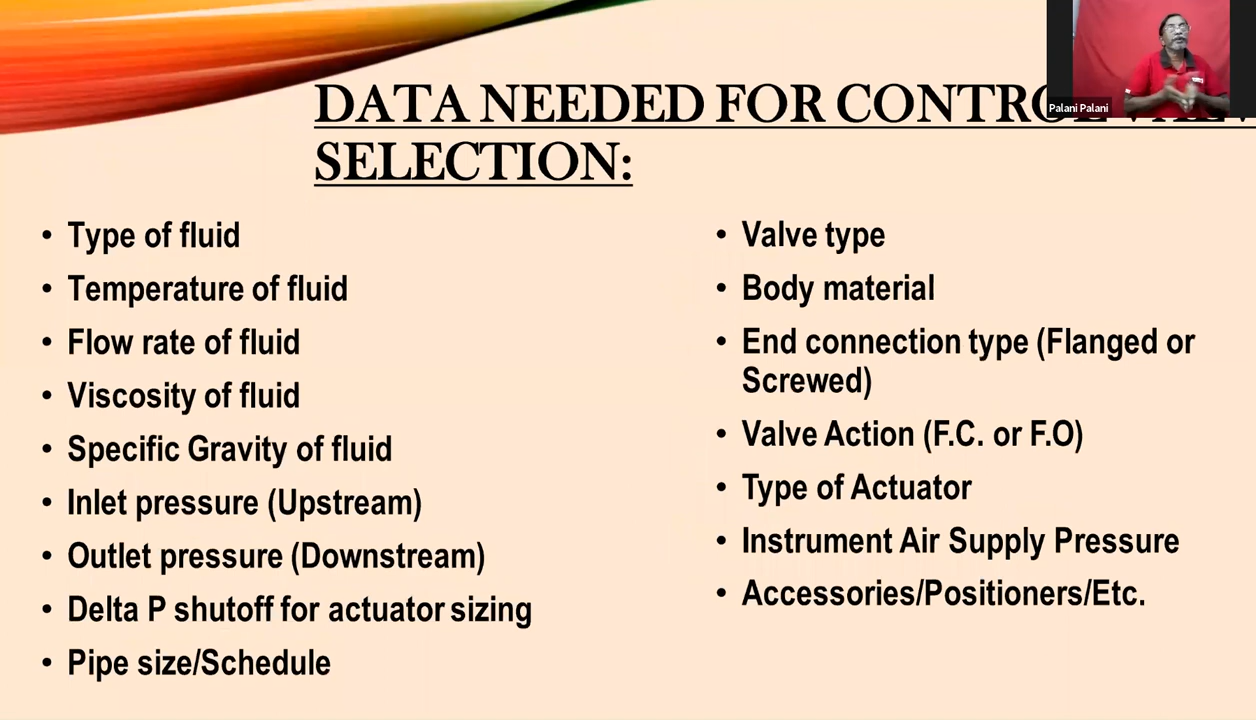 DATA NEEDED FOR CONTROL
SELECTION:
Palani Palani
• Type of fluid
• Temperature of fluid
• Flow rate of fluid
• Viscosity of fluid
• Specific Gravity of fluid
• Inlet pressure (Upstream)
• Outlet pressure (Downstream)
• Delta P shutoff for actuator sizing
• Pipe size/Schedule
• Valve type
• Body material
• End connection type (Flanged or
Screwed)
• Valve Action (F.C. or F.O)
• Type of Actuator
• Instrument Air Supply Pressure
• Accessories/Positioners/Etc.